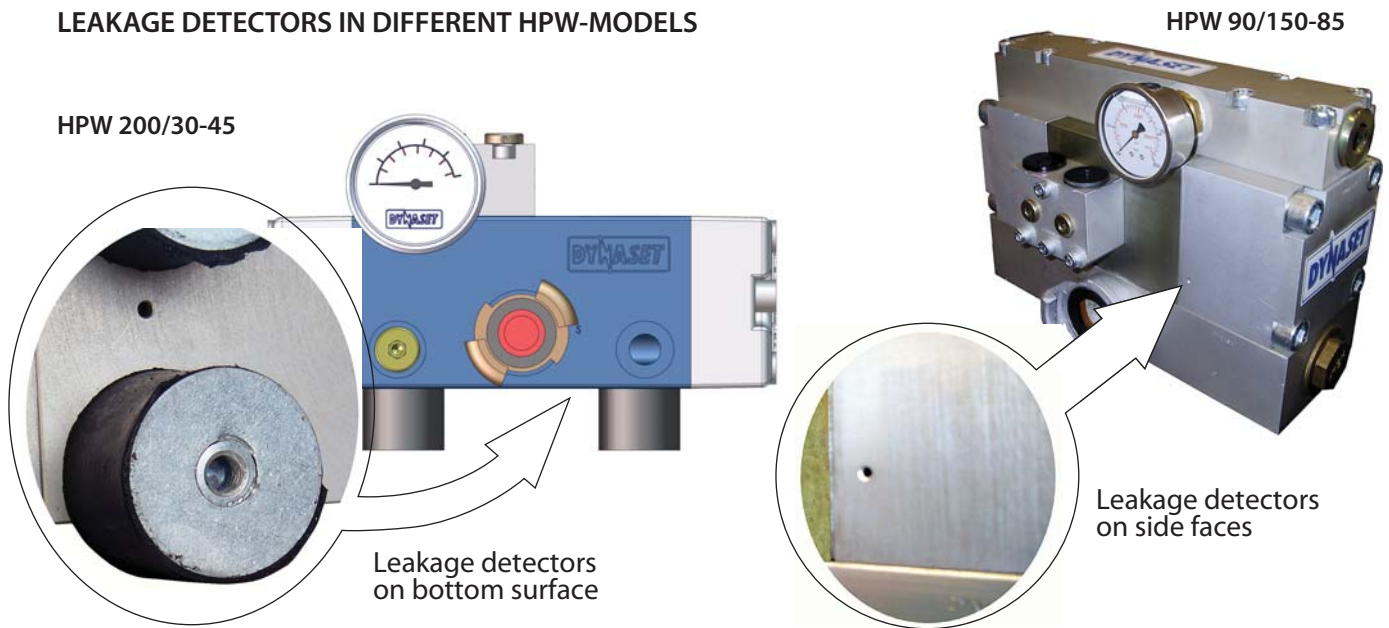 LEAKAGE DETECTORS IN DIFFERENT HPW-MODELS
HPW 90/150-85
HPW 200/30-45
DYNASET
DYNASET
DYNASET
DYNASET
S
Leakage detectors
on side faces
Leakage detectors
on bottom surface